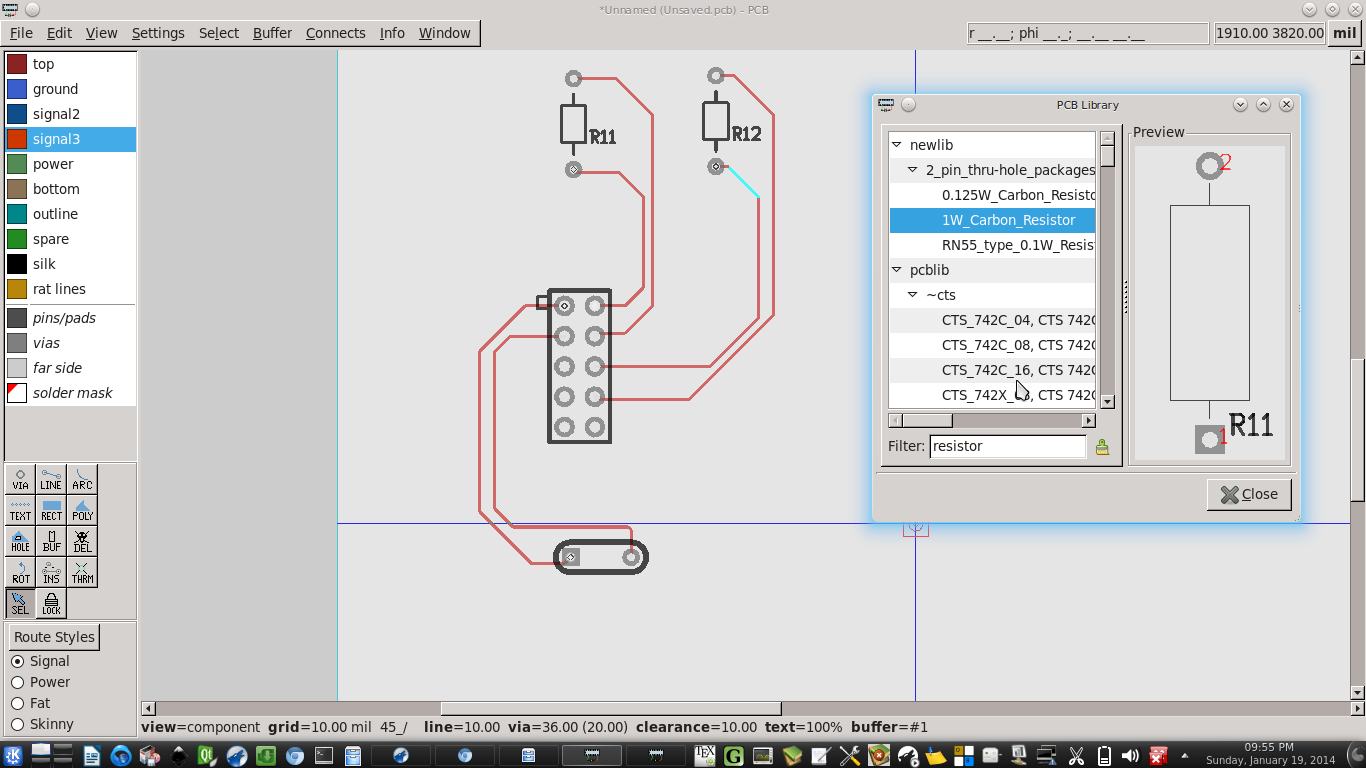 *Unnamed (Unsaved.pcb) - PCB
File Edit View Settings Select Buffer Connects Info Window
r __.__; phi __._; __.__ __.__
1910.00 3820.00 mil
top
ground
signal2
signal3
power
bottom
outline
spare
silk
rat lines
pins/pads
vias
far side
solder mask
VIA LINE ARC
TEXT RECT POLY
HOLE BUF DEL
ROT INS THRM
SEL LOCK
Route Styles
Signal
Power
Fat
Skinny
R11
R12
PCB Library
newlib
2_pin_thru-hole_packages
0.125W_Carbon_Resisto
1W_Carbon_Resistor
RN55_type_0.1W_Resis
pcblib
~cts
CTS_742C_04, CTS 742C
CTS_742C_08, CTS 742C
CTS_742C_16, CTS 742C
CTS 742C
Filter: resistor
Preview
2
R11
1
Close
view=component grid=10.00 mil 45_/ line=10.00 via=36.00 (20.00) clearance=10.00 text=100% buffer=#1
09:55 PM
Sunday, January 19, 2014